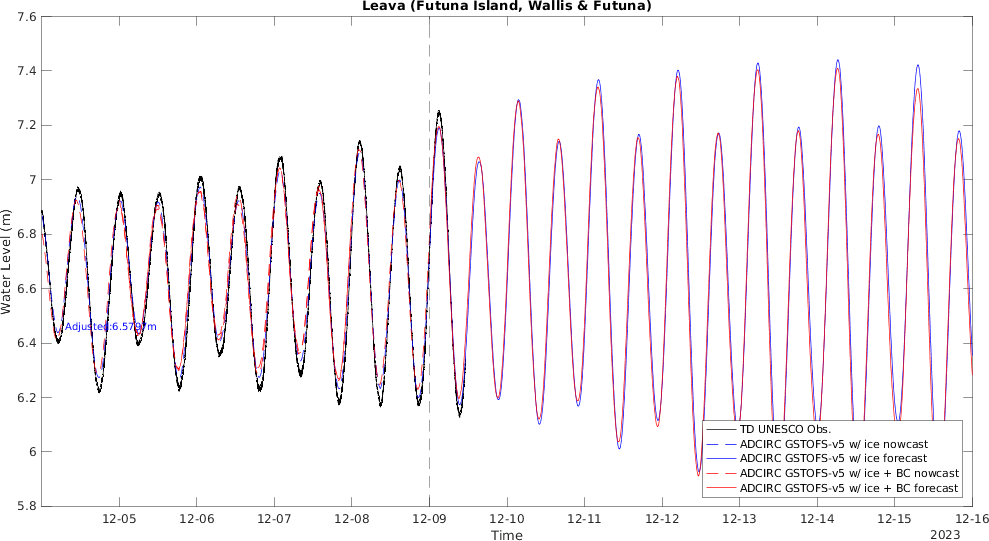 Leava (Futuna Island, Wallis & Futuna)
7.6
7.4
7.2
7
6.8
6.6
6.4
6.2
6
5.8
Water Level (m)
TD UNESCO Obs.
ADCIRC GSTOFS-v5 w/ ice nowcast
ADCIRC GSTOFS-v5 w/ ice forecast
ADCIRC GSTOFS-v5 w/ ice + BC nowcast
ADCIRC GSTOFS-v5 w/ ice + BC forecast
12-05 12-06 12-07 12-08 12-09 12-10 12-11 12-12 12-13 12-14 12-15 12-16
Time
2023